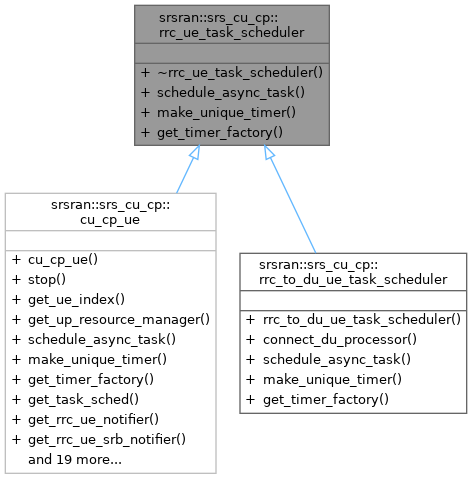 srsran::srs_cu_cp::
rrc_ue_task_scheduler
+ ~rrc_ue_task_scheduler()
+ schedule_async_task()
+ make_unique_timer()
+ get_timer_factory()
srsran::srs_cu_cp::
cu_cp_ue
+ cu_cp_ue()
+ stop()
+ get_ue_index()
+ get_up_resource_manager()
+ schedule_async_task()
+ make_unique_timer()
+ get_timer_factory()
+ get_task_sched()
+ get_rrc_ue_notifier()
+ get_rrc_ue_srb_notifier()
and 19 more...
srsran::srs_cu_cp::
rrc_to_du_ue_task_scheduler
+ rrc_to_du_ue_task_scheduler()
+ connect_du_processor()
+ schedule_async_task()
+ make_unique_timer()
+ get_timer_factory()